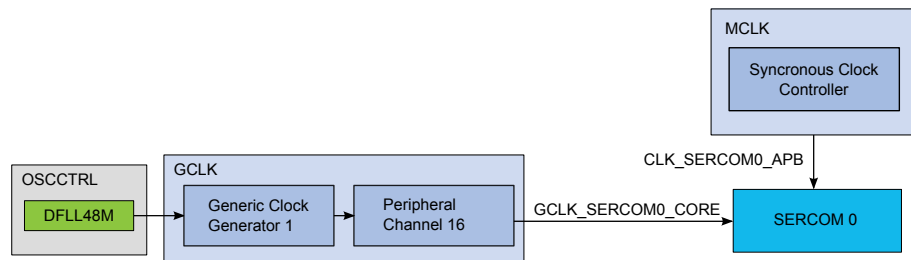 MCLK
Syncronous Clock
Controller
CLK_SERCOM0_APB
OSCCTRL
DFLL48M
GCLK
Generic Clock
Generator 1
Peripheral
Channel 16
GCLK_SERCOM0_CORE
SERCOM 0